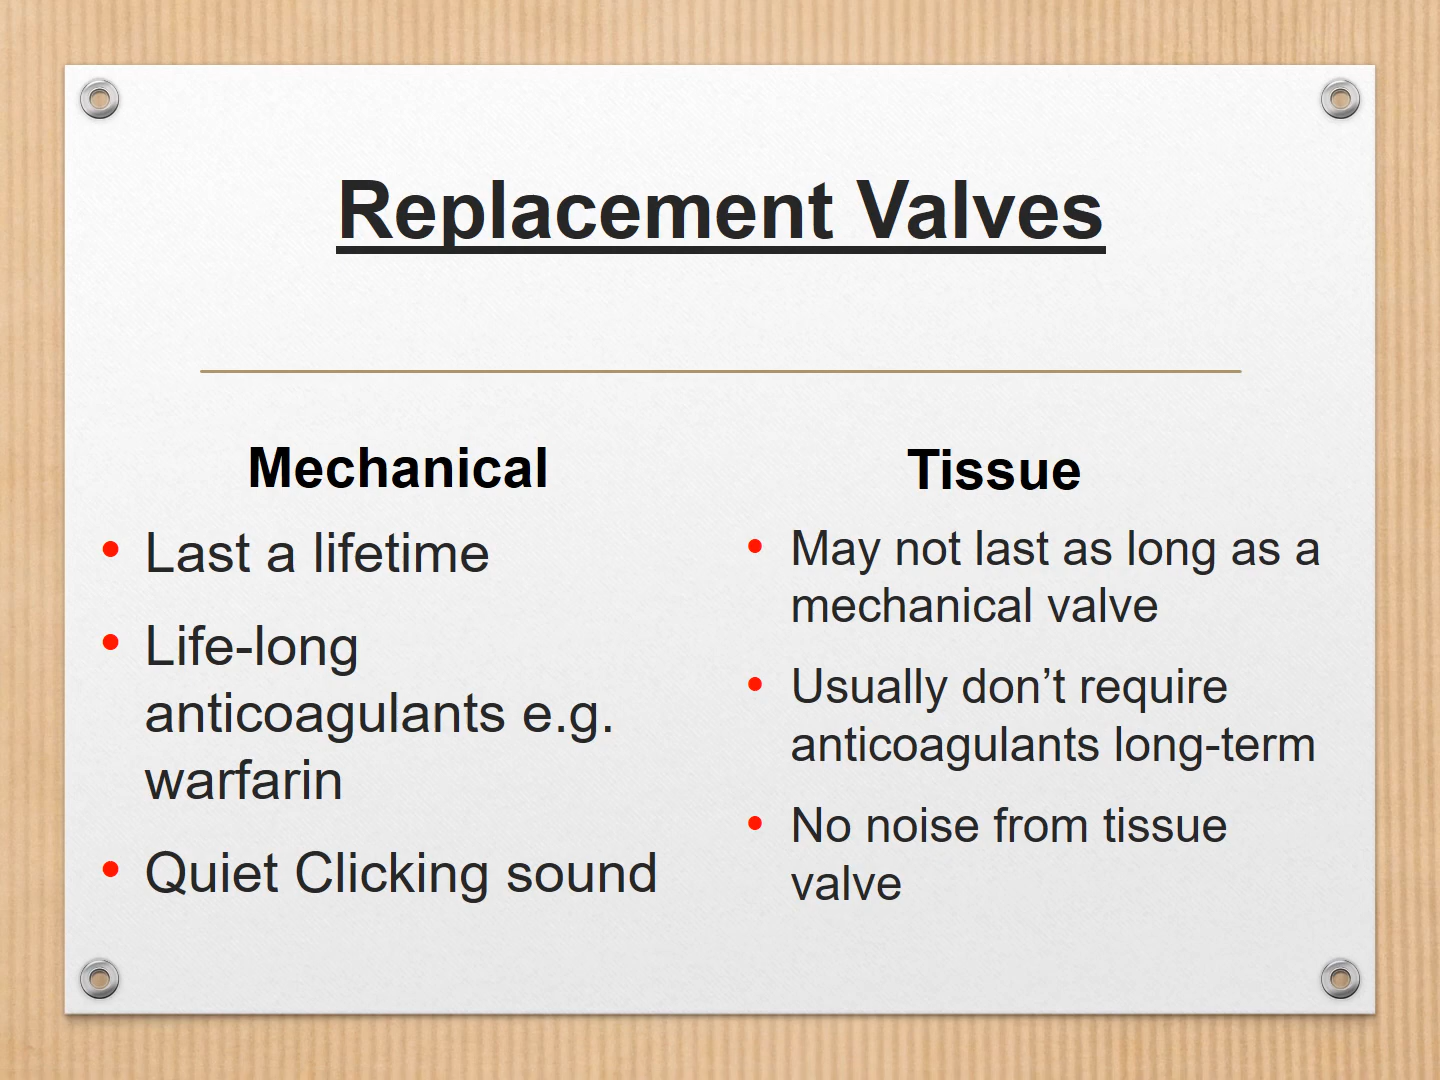 Replacement Valves
Mechanical
• Last a lifetime
• Life-long
anticoagulants e.g.
warfarin
• Quiet Clicking sound
Tissue
• May not last as long as a
mechanical valve
• Usually don’t require
anticoagulants long-term
• No noise from tissue
valve